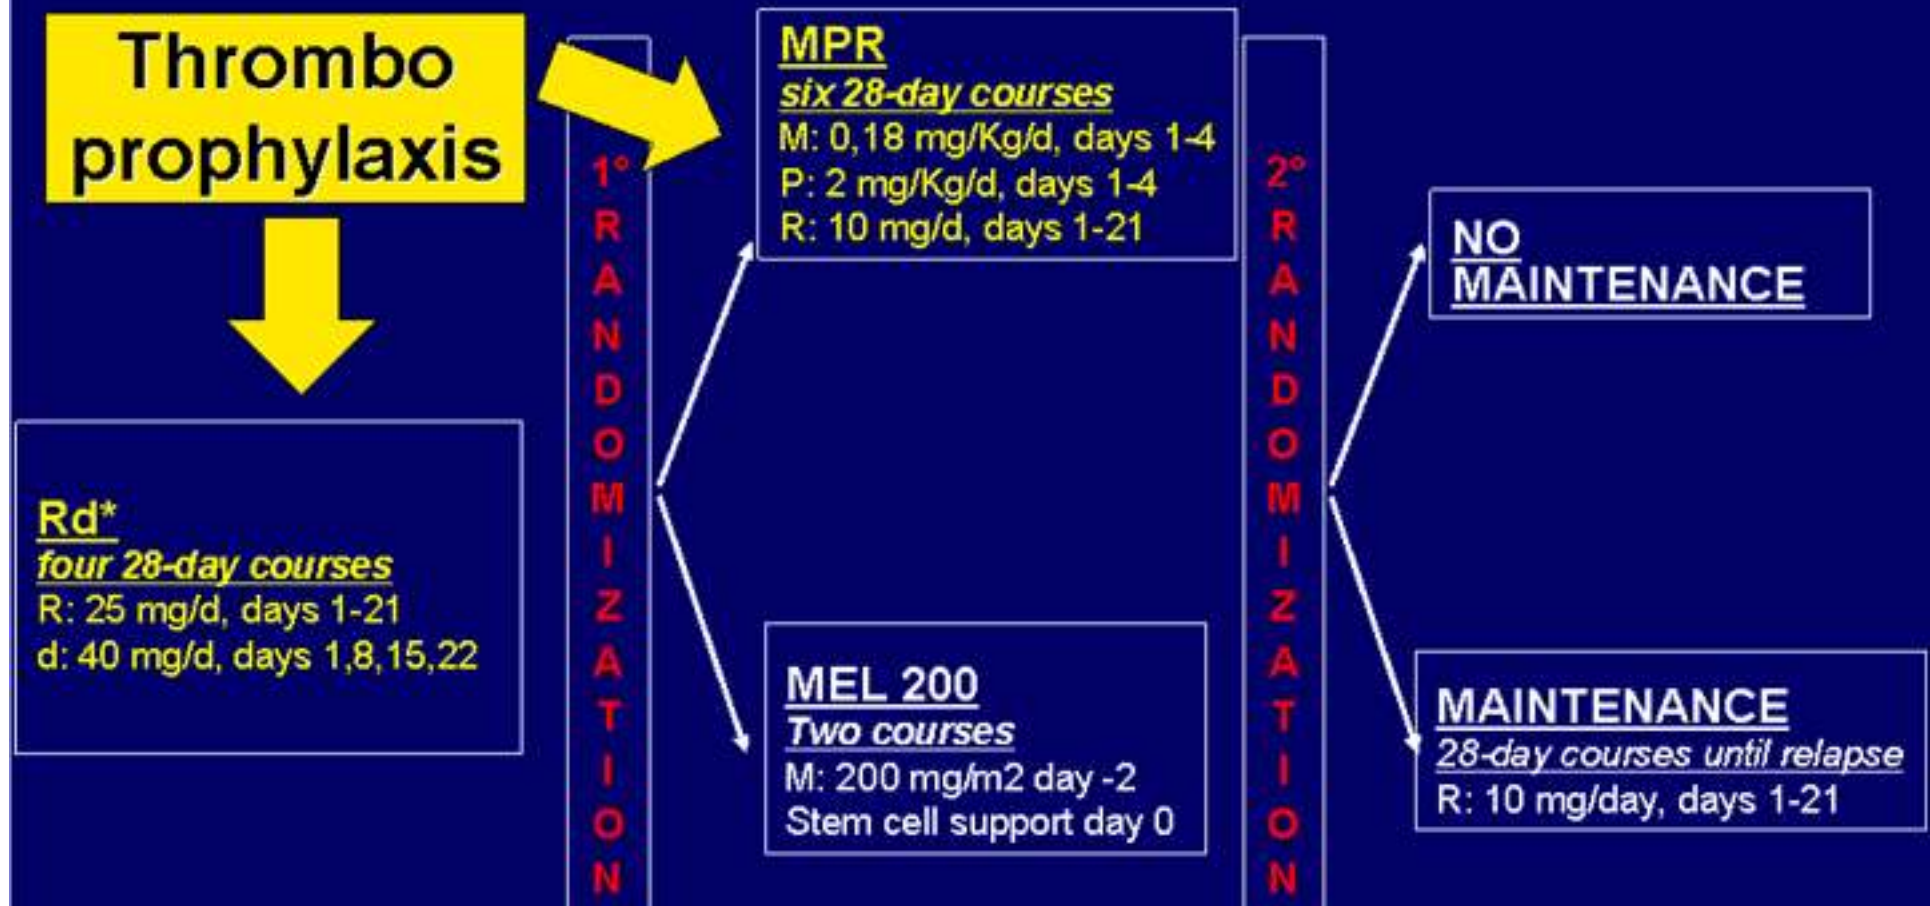 Thrombo
prophylaxis
Rd*
four 28-day courses
R: 25 mg/d, days 1-21
d: 40 mg/d, days 1,8,15,22
1° RANDOMIZATION
MPR
six 28-day courses
M: 0,18 mg/Kg/d, days 1-4
P: 2 mg/Kg/d, days 1-4
R: 10 mg/d, days 1-21
MEL 200
Two courses
M: 200 mg/m2 day -2
Stem cell support day 0
2° RANDOMIZATION
NO
MAINTENANCE
MAINTENANCE
28-day courses until relapse
R: 10 mg/day, days 1-21